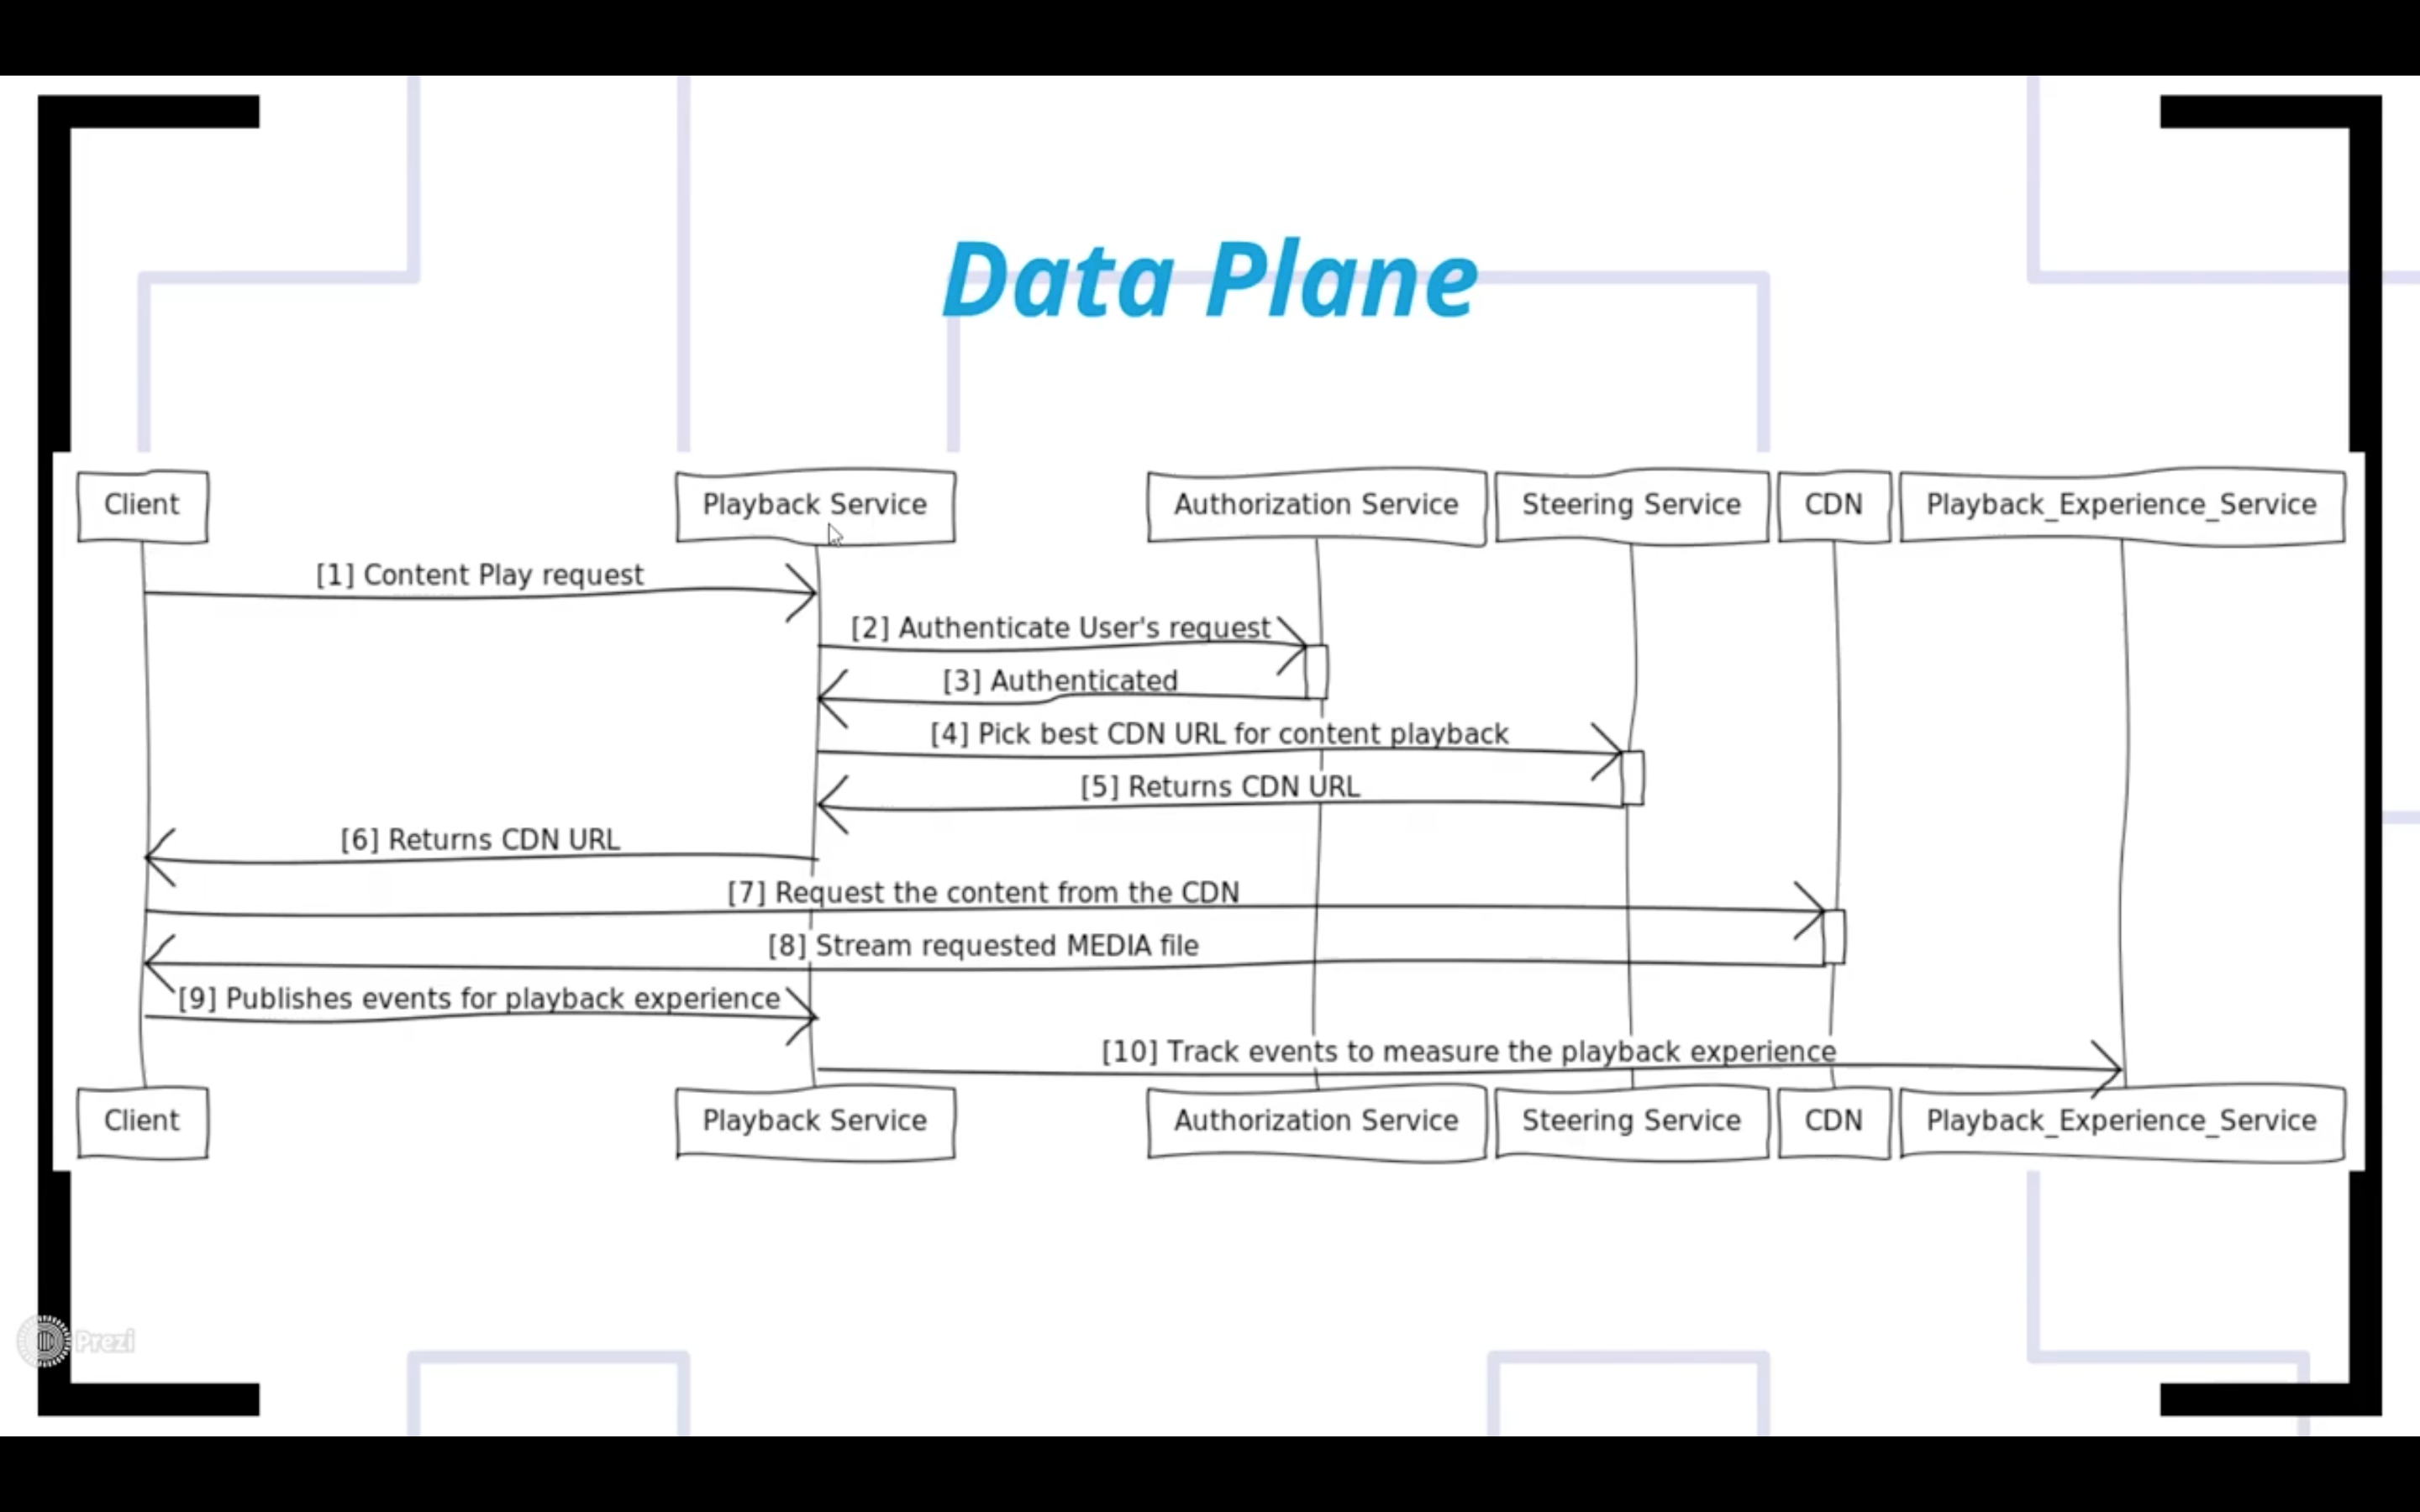 Data Plane
Client
Playback Service
Authorization Service
Steering Service
CDN
Playback_Experience_Service
[1] Content Play request
[2] Authenticate User's request
[3] Authenticated
[4] Pick best CDN URL for content playback
[5] Returns CDN URL
[6] Returns CDN URL
[7] Request the content from the CDN
[8] Stream requested MEDIA file
[9] Publishes events for playback experience
[10] Track events to measure the playback experience
Client
Playback Service
Authorization Service
Steering Service
CDN
Playback_Experience_Service
Prezi